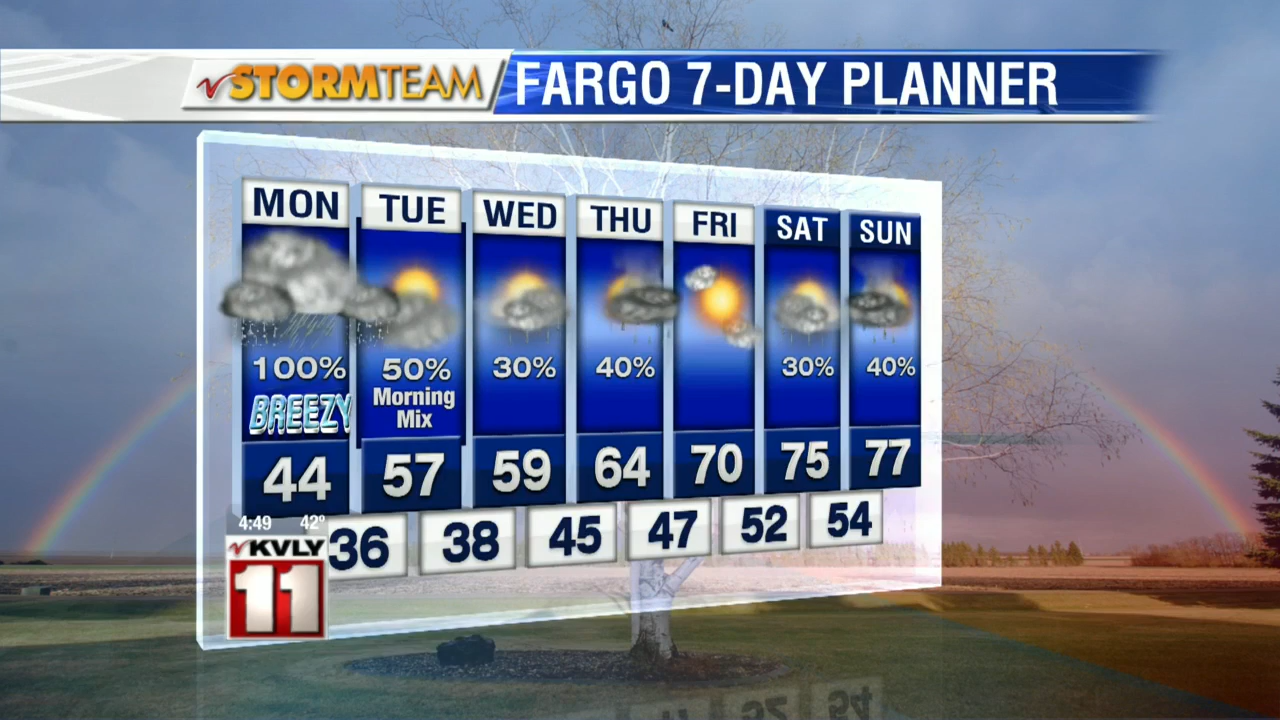 STORMTEAM FARGO 7-DAY PLANNER
MON TUE WED THU FRI SAT SUN
100% 50% 30% 40% 30% 40%
BREEZY Morning
Mix
44 57 59 64 70 75 77
4:49 42°
36 38 45 47 52 54
KVLY
11